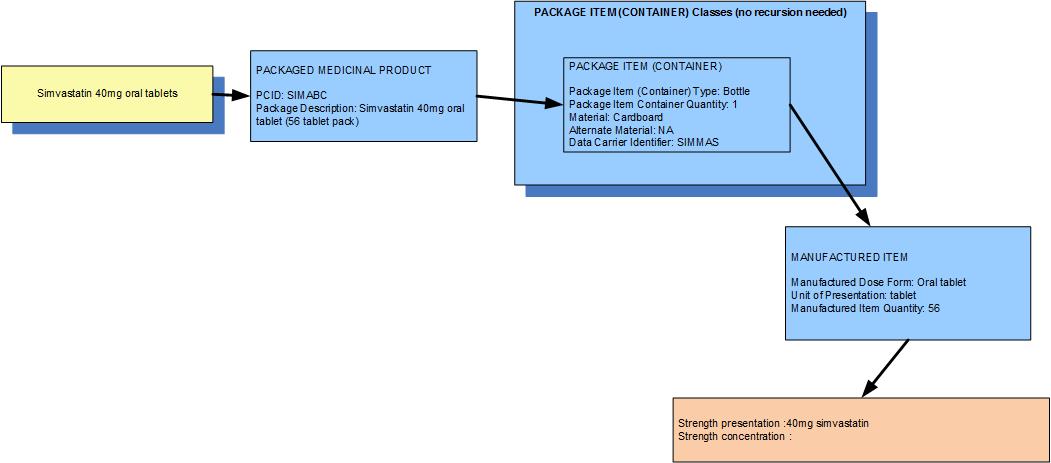 PACKAGE ITEM(CONTAINER) Classes (no recursion needed)
Simvastatin 40mg oral tablets
PACKAGED MEDICINAL PRODUCT
PCID: SIMABC
Package Description: Simvastatin 40mg oral
tablet (56 tablet pack)
PACKAGE ITEM (CONTAINER)
Package Item (Container) Type: Bottle
Package Item Container Quantity: 1
Material: Cardboard
Alternate Material: NA
Data Carrier Identifier: SIMMAS
MANUFACTURED ITEM
Manufactured Dose Form: Oral tablet
Unit of Presentation: tablet
Manufactured Item Quantity: 56
Strength presentation :40mg simvastatin
Strength concentration :